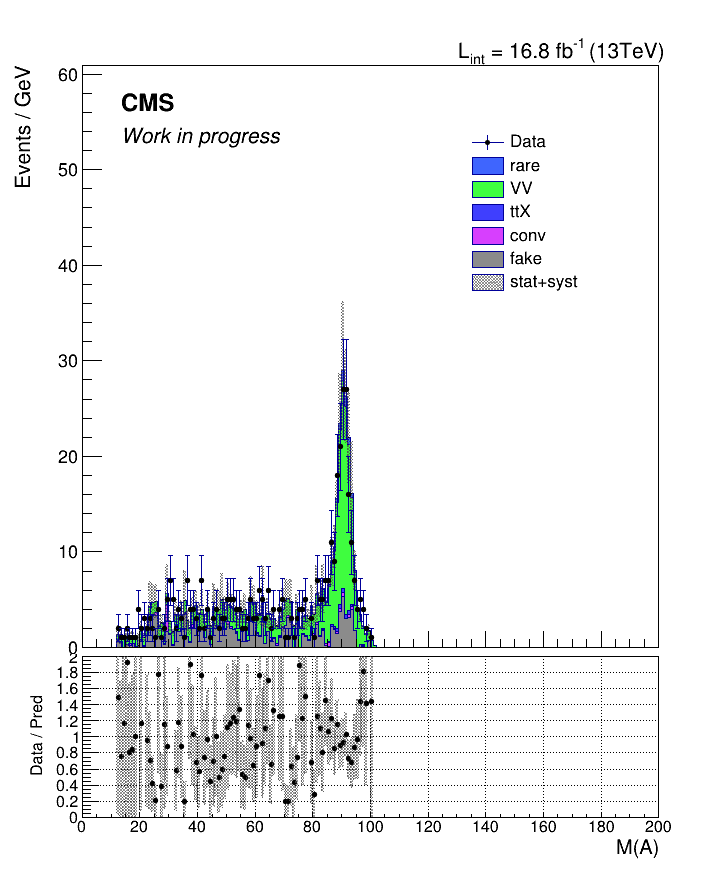 L_int = 16.8 fb^-1 (13TeV)
CMS
Work in progress
Events / GeV
60
50
40
30
20
10
0
Data
rare
VV
ttX
conv
fake
stat+syst
Data / Pred
2
1.8
1.6
1.4
1.2
1
0.8
0.6
0.4
0.2
0
0 20 40 60 80 100 120 140 160 180 200
M(A)